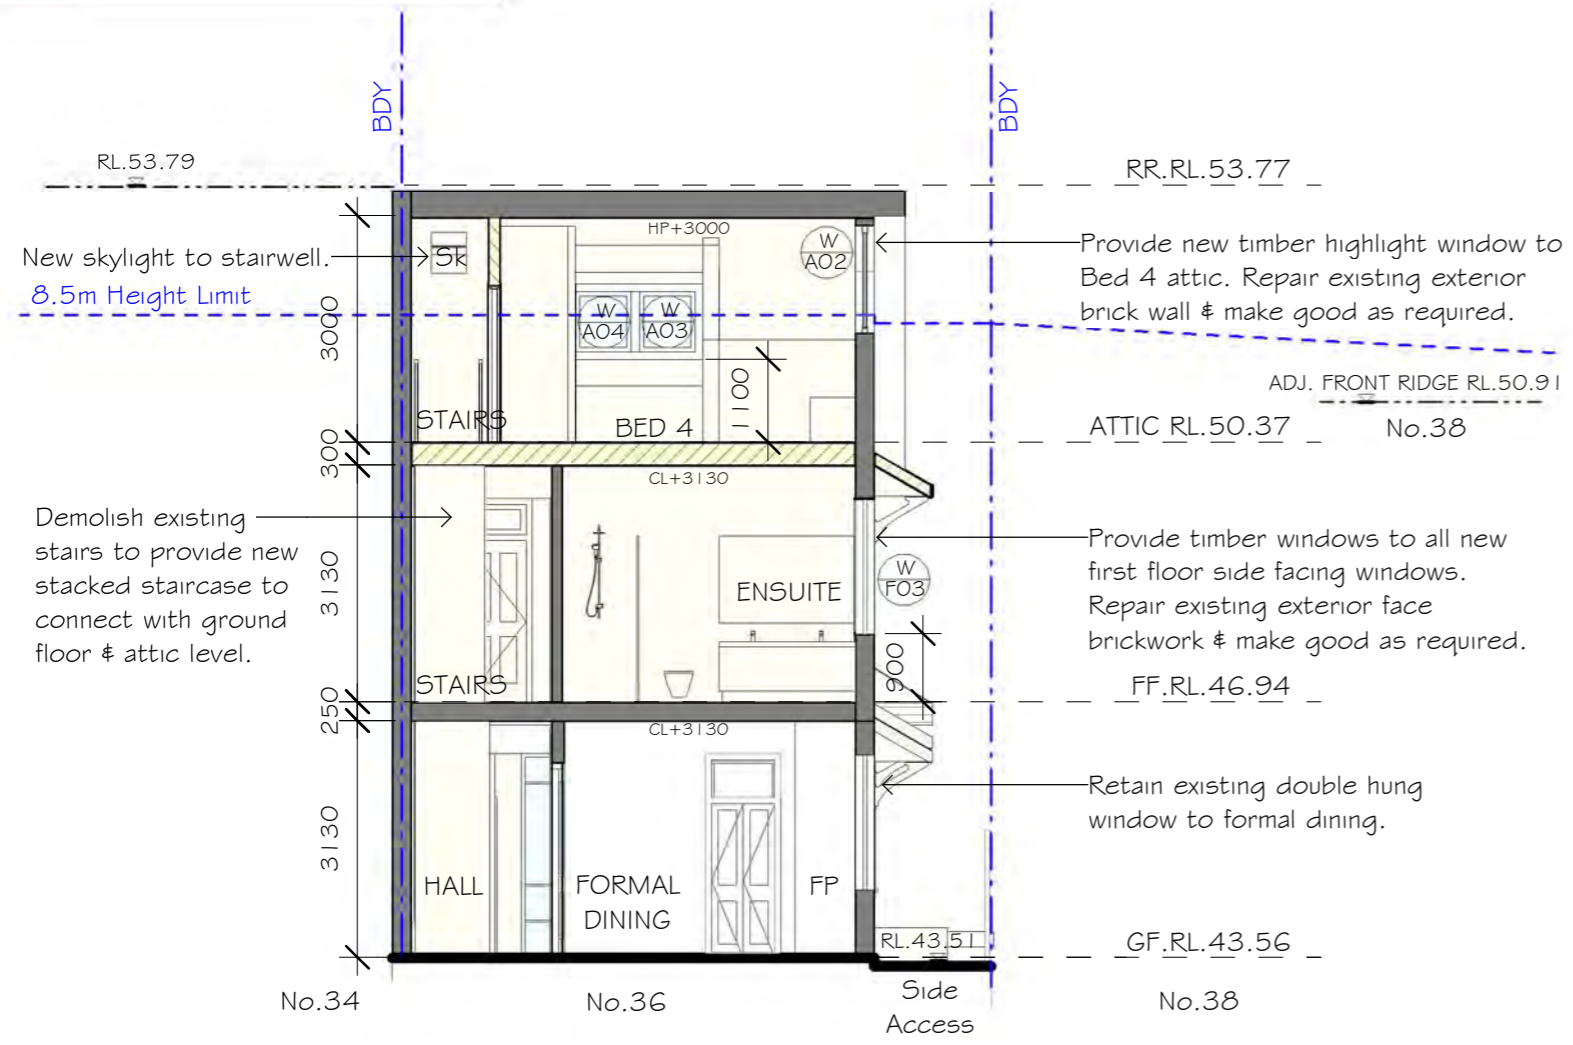 BDY
BDY
RL.53.79
RR.RL.53.77
New skylight to stairwell.
8.5m Height Limit
Sk
HP+3000
W
A02
W
A04
W
A03
Provide new timber highlight window to
Bed 4 attic. Repair existing exterior
brick wall & make good as required.
3000
1100
ADJ. FRONT RIDGE RL.50.91
No.38
STAIRS
BED 4
ATTIC RL.50.37
300
CL+3130
Demolish existing
stairs to provide new
stacked staircase to
connect with ground
floor & attic level.
3130
ENSUITE
W
F03
Provide timber windows to all new
first floor side facing windows.
Repair existing exterior face
brickwork & make good as required.
900
STAIRS
FF.RL.46.94
250
CL+3130
Retain existing double hung
window to formal dining.
3130
HALL
FORMAL
DINING
FP
RL.43.51
GF.RL.43.56
No.34
No.36
Side
Access
No.38